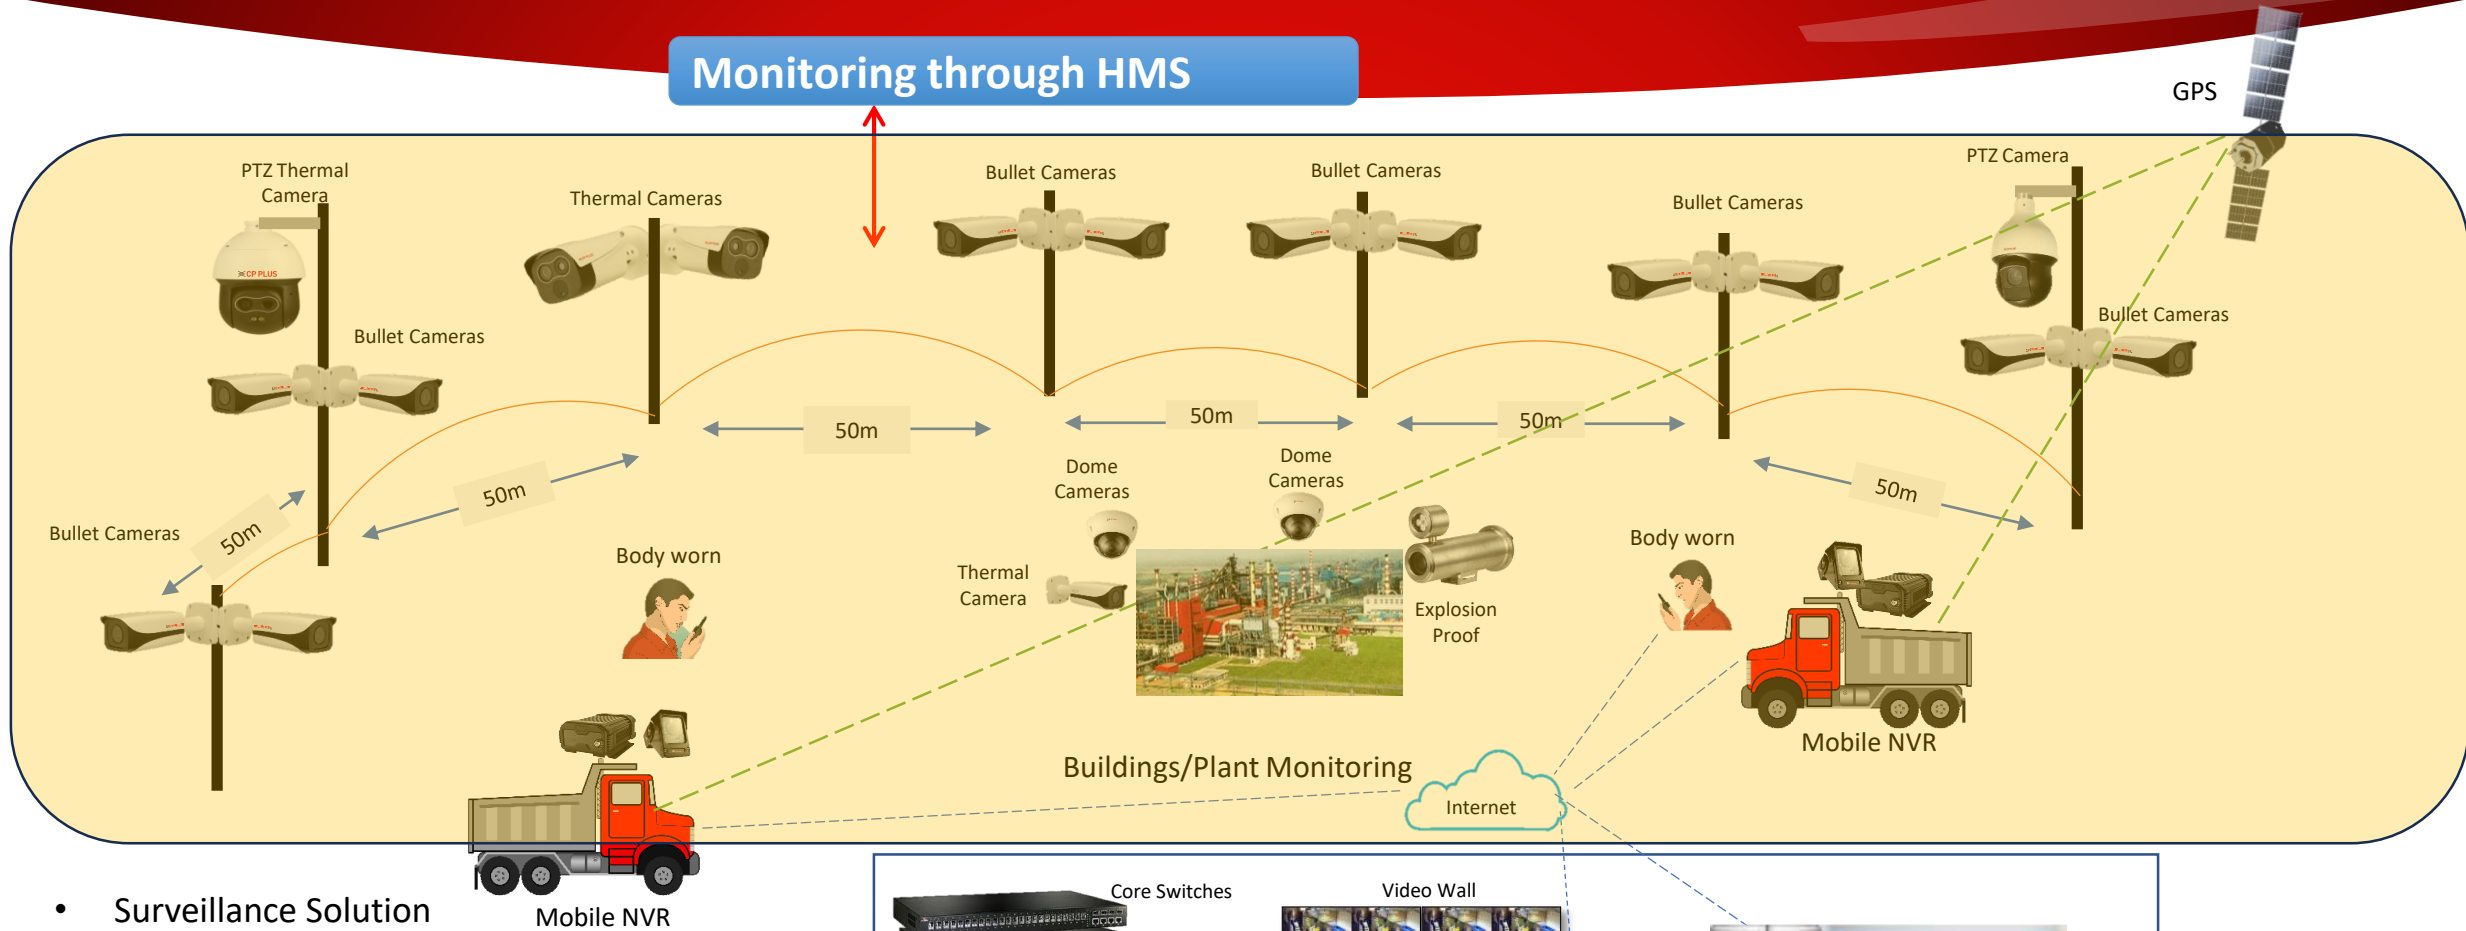 Monitoring through HMS
GPS
PTZ Thermal
Camera
Thermal Cameras
Bullet Cameras
Bullet Cameras
Bullet Cameras
PTZ Camera
CP PLUS
Bullet Cameras
Bullet Cameras
50m
50m
50m
50m
50m
50m
Bullet Cameras
Dome
Cameras
Dome
Cameras
Body worn
Thermal
Camera
Explosion
Proof
Body worn
Mobile NVR
Buildings/Plant Monitoring
Internet
Core Switches
Video Wall
• Surveillance Solution
Mobile NVR